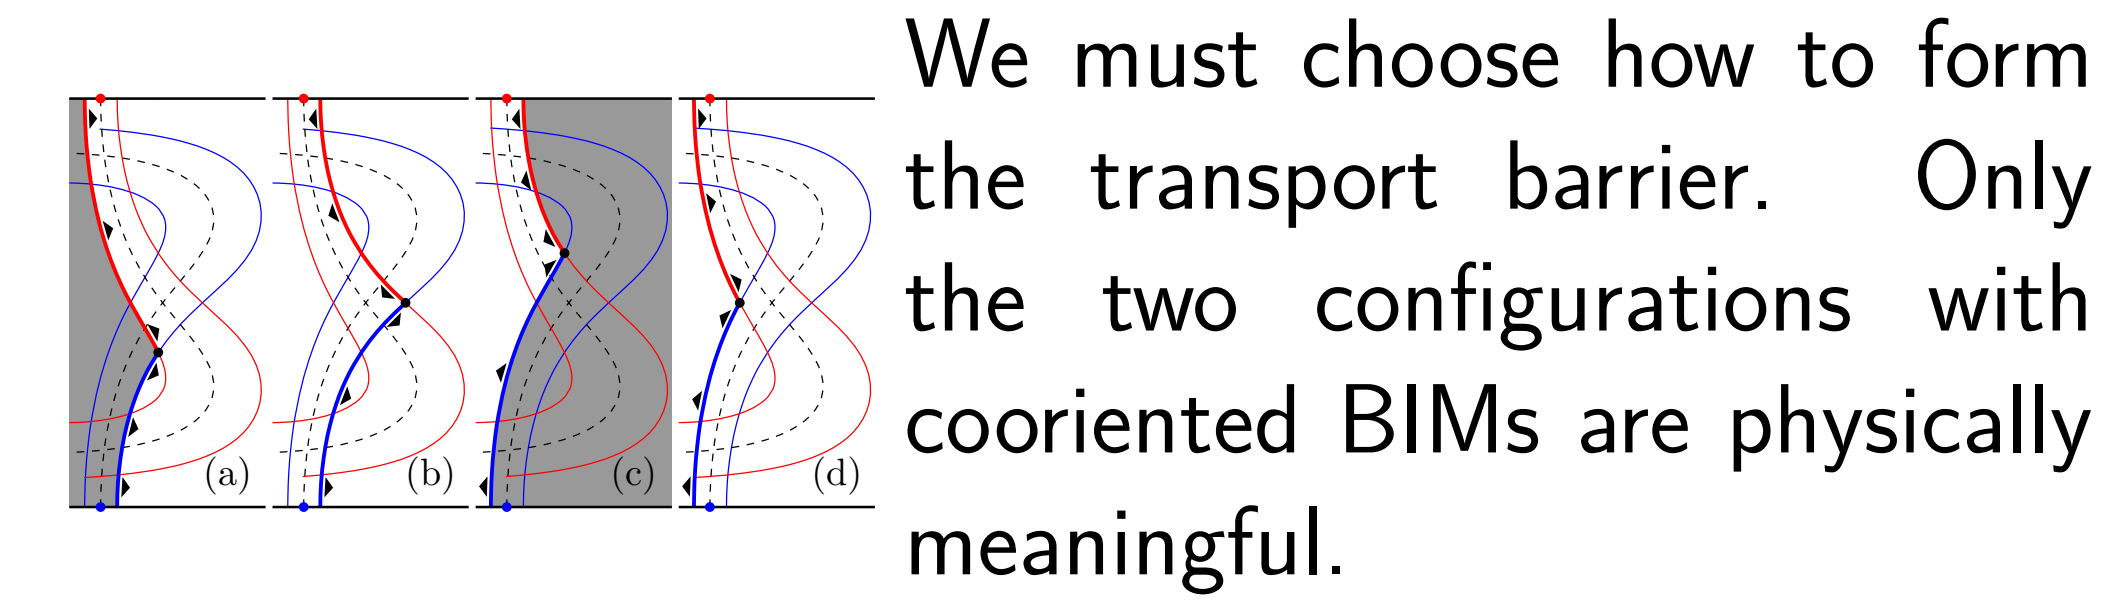 We must choose how to form
the transport barrier. Only
the two configurations with
cooriented BIMs are physically
meaningful.
(a) (b) (c) (d)